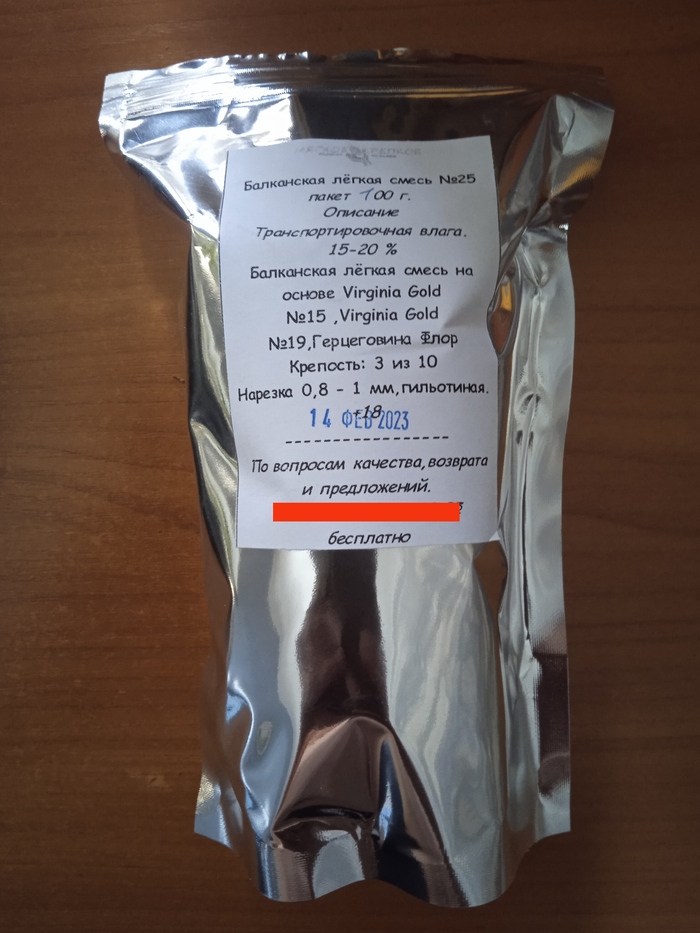 Балканская лёгкая смесь №25
пакет 100 г.
Описание
Транспортировочная влага.
15-20 %
Балканская лёгкая смесь на
основе Virginia Gold
№15 ,Virginia Gold
№19,Герцеговина Флор
Крепость: 3 из 10
Нарезка 0,8 - 1 мм,гильотиная.
+18
14 ФЕВ 2023
-----------------
По вопросам качества,возврата
и предложений.
бесплатно